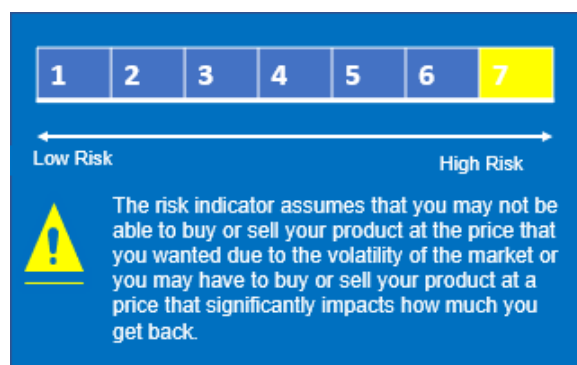 1 2 3 4 5 6 7
Low Risk High Risk
!
The risk indicator assumes that you may not be
able to buy or sell your product at the price that
you wanted due to the volatility of the market or
you may have to buy or sell your product at a
price that significantly impacts how much you
get back.